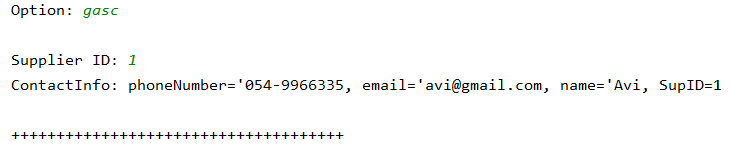 Option: gasc
Supplier ID: 1
ContactInfo: phoneNumber='054-9966335, email='avi@gmail.com, name='Avi, SupID=1
+++++++++++++++++++++++++++++++++++++